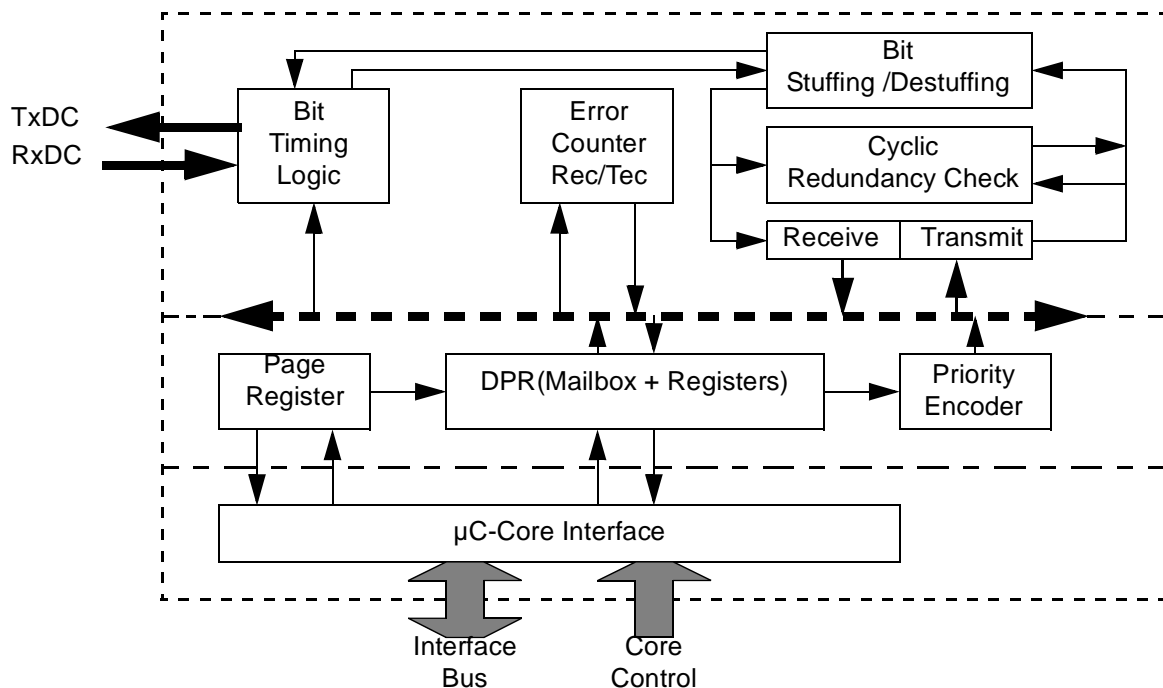 TxDC
RxDC
Bit
Timing
Logic
Error
Counter
Rec/Tec
Bit
Stuffing /Destuffing
Cyclic
Redundancy Check
Receive
Transmit
Page
Register
DPR(Mailbox + Registers)
Priority
Encoder
µC-Core Interface
Interface
Bus
Core
Control